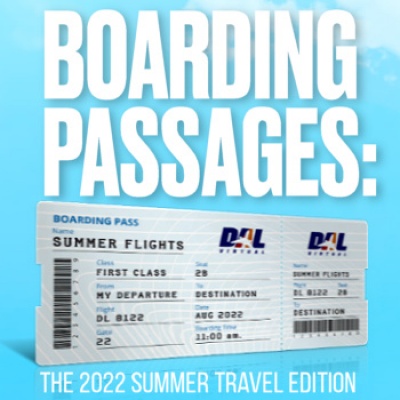 BOARDING
PASSAGES:
BOARDING PASS
Name
SUMMER FLIGHTS
DAL
VIRTUAL
DAL
VIRTUAL
Class
FIRST CLASS
Seat
2B
Name
SUMMER FLIGHTS
From
MY DEPARTURE
To
DESTINATION
Flight
DL 8122
Seat
2B
Flight
DL 8122
Date
AUG 2022
To
DESTINATION
Gate
22
Boarding Time
11:00 am.
THE 2022 SUMMER TRAVEL EDITION